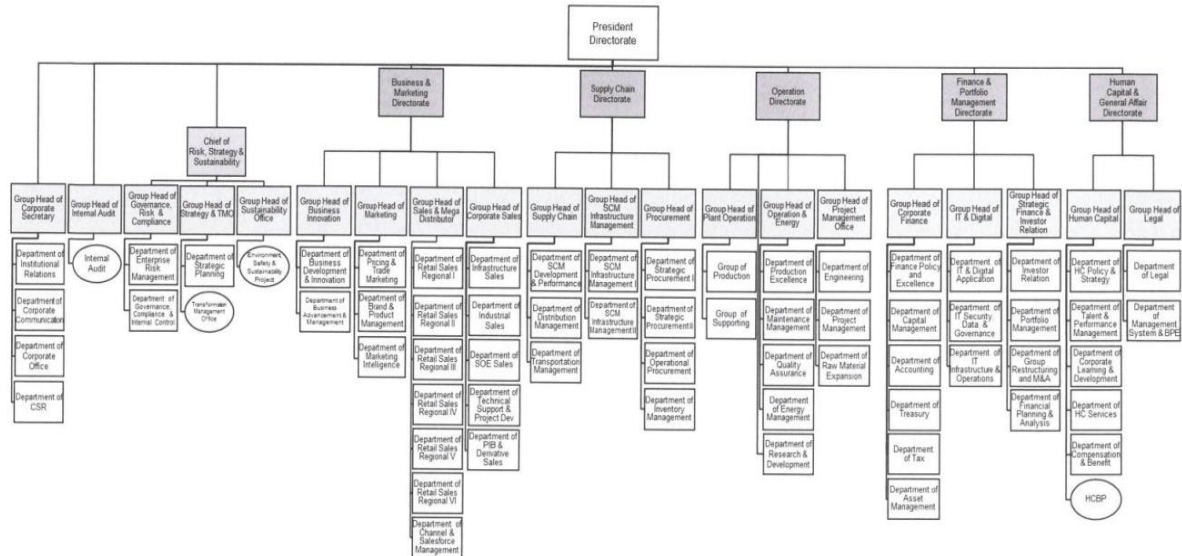 President
Directorate
Business &
Marketing
Directorate
Supply Chain
Directorate
Operation
Directorate
Finance &
Portfolio
Management
Directorate
Human
Capital &
General Affair
Directorate
Chief of
Risk, Strategy &
Sustainability
Group Head of
Corporate
Secretary
Group Head of
Internal Audit
Group Head of
Governance,
Risk, &
Compliance
Group Head of
Strategy & TMO
Group Head of
Sustainability
Office
Group Head of
Business
Innovation
Group Head of
Marketing
Group Head of
Sales & Mega
Distributor
Group Head of
Corporate Sales
Group Head of
Supply Chain
Group Head of
SCM
Infrastructure
Management
Group Head of
Procurement
Group Head of
Plant Operation
Group Head of
Operation &
Energy
Group Head of
Project
Management
Office
Group Head of
Corporate
Finance
Group Head of
IT & Digital
Group Head of
Strategic
Finance &
Investor
Relation
Group Head of
Human Capital
Group Head of
Legal
Department of
Institutional
Relations
Department of
Corporate
Communication
Department of
Corporate
Office
Department of
CSR
Internal
Audit
Department of
Enterprise
Risk
Management
Department of
Governance,
Compliance &
Internal Control
Department of
Strategic
Planning
Transformation
Management
Office
Environment,
Safety &
Sustainability
Project
Department of
Business
Development
& Innovation
Department of
Business
Advancement &
Management
Department of
Pricing &
Trade
Marketing
Department of
Brand &
Product
Management
Department of
Marketing
Intelligence
Department of
Retail Sales
Regional I
Department of
Retail Sales
Regional II
Department of
Retail Sales
Regional III
Department of
Retail Sales
Regional IV
Department of
Retail Sales
Regional V
Department of
Retail Sales
Regional VI
Department of
Channel &
Salesforce
Management
Department of
Infrastructure
Sales
Department of
Industrial
Sales
Department of
SOE Sales
Department of
Technical
Support &
Project Dev
Department of
PIB &
Derivative
Sales
Department of
SCM
Development
& Performance
Department of
Distribution
Management
Department of
Transportation
Management
Department of
SCM
Infrastructure
Management I
Department of
SCM
Infrastructure
Management II
Department of
Strategic
Procurement I
Department of
Strategic
Procurement II
Department of
Operational
Procurement
Department of
Inventory
Management
Group of
Production
Group of
Supporting
Department of
Production
Excellence
Department of
Maintenance
Management
Department of
Quality
Assurance
Department
of Energy
Management
Department of
Research &
Development
Department of
Engineering
Department of
Project
Management
Department of
Raw Material
Expansion
Department of
Finance Policy
and
Excellence
Department of
Capital
Management
Department of
Accounting
Department of
Treasury
Department
of Tax
Department of
Asset
Management
Department of
IT & Digital
Application
Department of
IT Security,
Data &
Governance
Department of
IT
Infrastructure
& Operations
Department of
Investor
Relation
Department of
Portfolio
Management
Department of
Group
Restructuring
and M&A
Department of
Financial
Planning &
Analysis
Department of
HC Policy &
Strategy
Department of
Talent &
Performance
Management
Department of
Corporate
Learning &
Development
Department of
HC Services
Department of
Compensation
& Benefit
HCBP
Department
of Legal
Department
of
Management
System & BPE